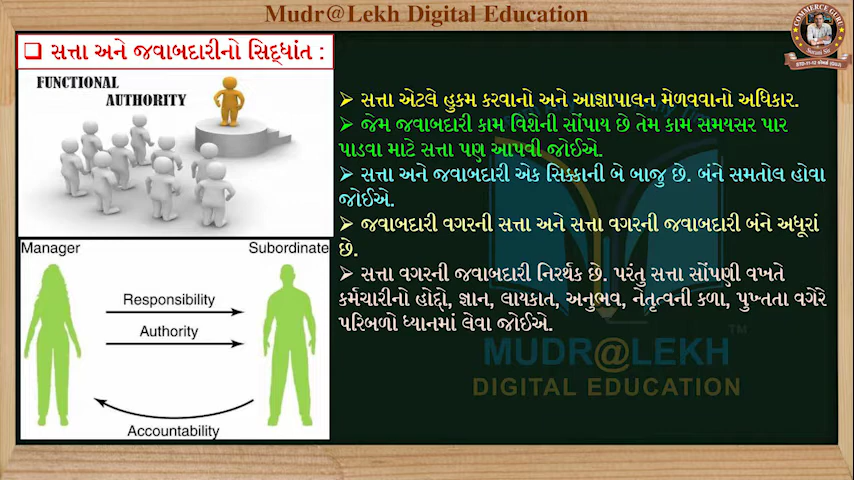 Mudr@Lekh Digital Education
❑ સત્તા અને જવાબદારીનો સિદ્ધાંત :
FUNCTIONAL
AUTHORITY
➢ સત્તા એટલે હુકમ કરવાનો અને આજ્ઞાપાલન મેળવવાનો અધિકાર.
➢ જેમ જવાબદારી કામ વિશેની સોંપાય છે તેમ કામ સમયસર પાર
પાડવા માટે સત્તા પણ આપવી જોઈએ.
➢ સત્તા અને જવાબદારી એક સિક્કાની બે બાજુ છે. બંને સમતોલ હોવા
જોઈએ.
➢ જવાબદારી વગરની સત્તા અને સત્તા વગરની જવાબદારી બંને અધૂરાં
છે.
➢ સત્તા વગરની જવાબદારી નિરર્થક છે. પરંતુ સત્તા સોંપણી વખતે
કર્મચારીનો હોદ્દો, જ્ઞાન, લાયકાત, અનુભવ, નેતૃત્વની કળા, પુખ્તતા વગેરે
પરિબળો ધ્યાનમાં લેવા જોઈએ.
Manager
Subordinate
Responsibility
Authority
Accountability
MUDR@LEKH™
DIGITAL EDUCATION
COMMERCE GURU